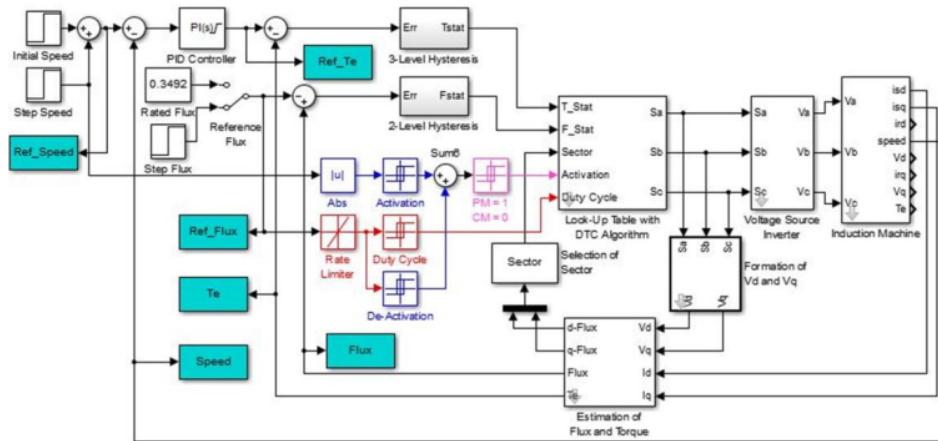 Initial Speed
PI(s)
PID Controller
Err
Tstat
3-Level Hysteresis
Ref_Te
Step Speed
0.3492
Rated Flux
Reference
Flux
Step Flux
Err
Fstat
2-Level Hysteresis
Ref_Speed
|u|
Abs
Activation
Sum6
PM = 1
CM = 0
T_Stat
F_Stat
Sector
Activation
Duty Cycle
Sa
Sb
Sc
Look-Up Table with
DTC Algorithm
Sa
Sb
Sc
Va
Vb
Vc
Voltage Source
Inverter
Va
Vb
Vc
isd
isq
ird
speed
Vd
irq
Vq
Te
Induction Machine
Ref_Flux
Rate
Limiter
Duty Cycle
De-Activation
Sector
Selection of
Sector
Sa
Sb
Sc
Vd
Vq
Formation of
Vd and Vq
Te
Flux
Speed
d-Flux
q-Flux
Flux
Te
Vd
Vq
Id
Iq
Estimation of
Flux and Torque